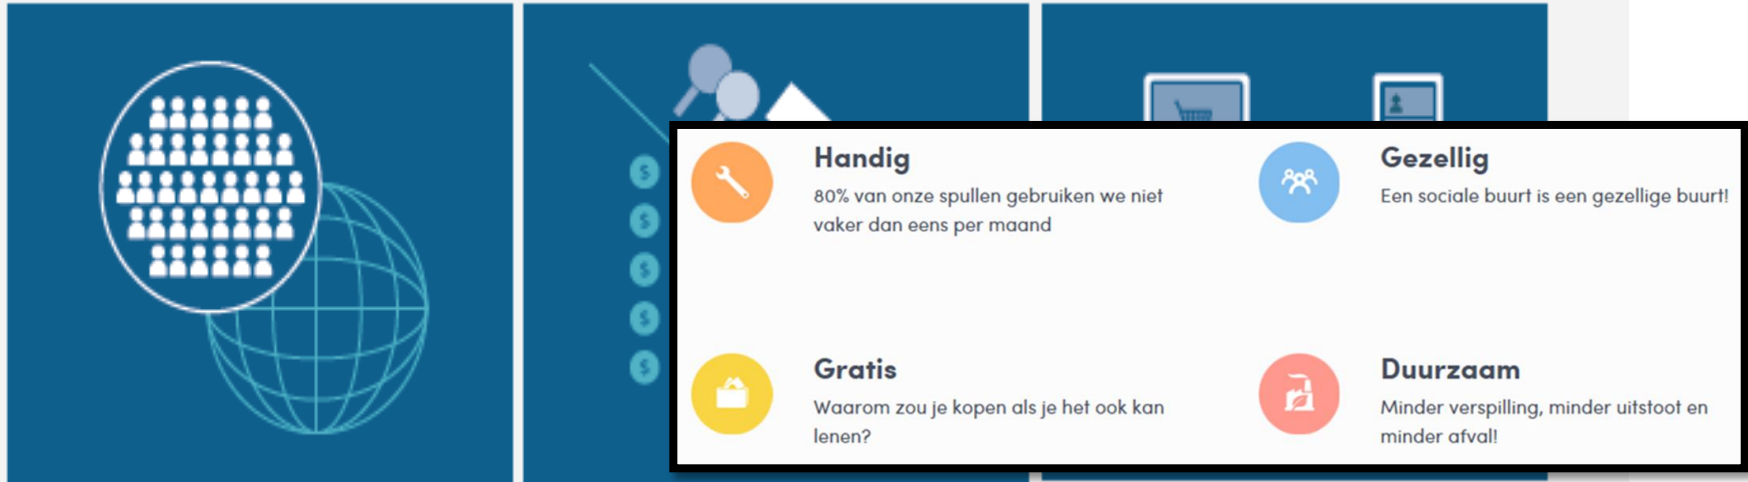 Handig
80% van onze spullen gebruiken we niet
vaker dan eens per maand
Gezellig
Een sociale buurt is een gezellige buurt!
Gratis
Waarom zou je kopen als je het ook kan
lenen?
Duurzaam
Minder verspilling, minder uitstoot en
minder afval!
$
$
$
$
$